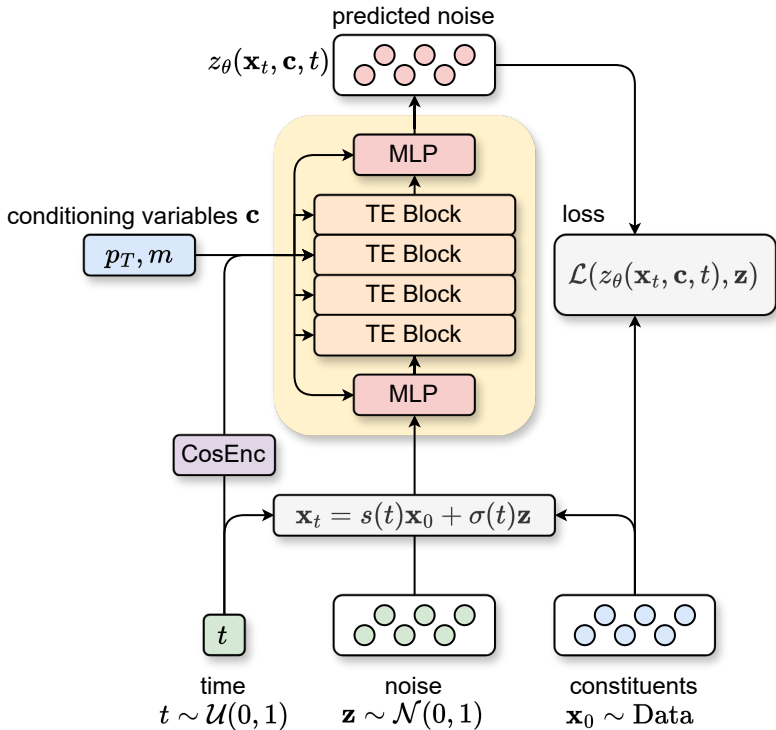 predicted noise
z_θ(𝐱_t, 𝐜, t)
MLP
TE Block
TE Block
TE Block
TE Block
MLP
conditioning variables 𝐜
p_T, m
loss
ℒ(z_θ(𝐱_t, 𝐜, t), 𝐳)
CosEnc
𝐱_t = s(t)𝐱_0 + σ(t)𝐳
t
time
t ∼ 𝒰(0, 1)
noise
𝐳 ∼ 𝒩(0, 1)
constituents
𝐱_0 ∼ Data